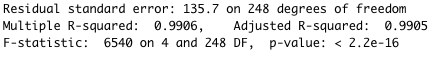 Residual standard error: 135.7 on 248 degrees of freedom
Multiple R-squared:  0.9906,    Adjusted R-squared:  0.9905
F-statistic:  6540 on 4 and 248 DF,  p-value: < 2.2e-16